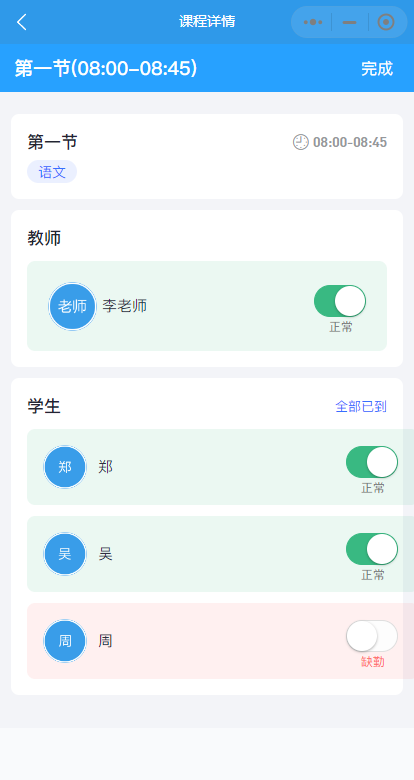 课程详情
第一节(08:00-08:45)
完成
第一节
08:00-08:45
语文
教师
老师
李老师
正常
学生
全部已到
郑
郑
正常
吴
吴
正常
周
周
缺勤